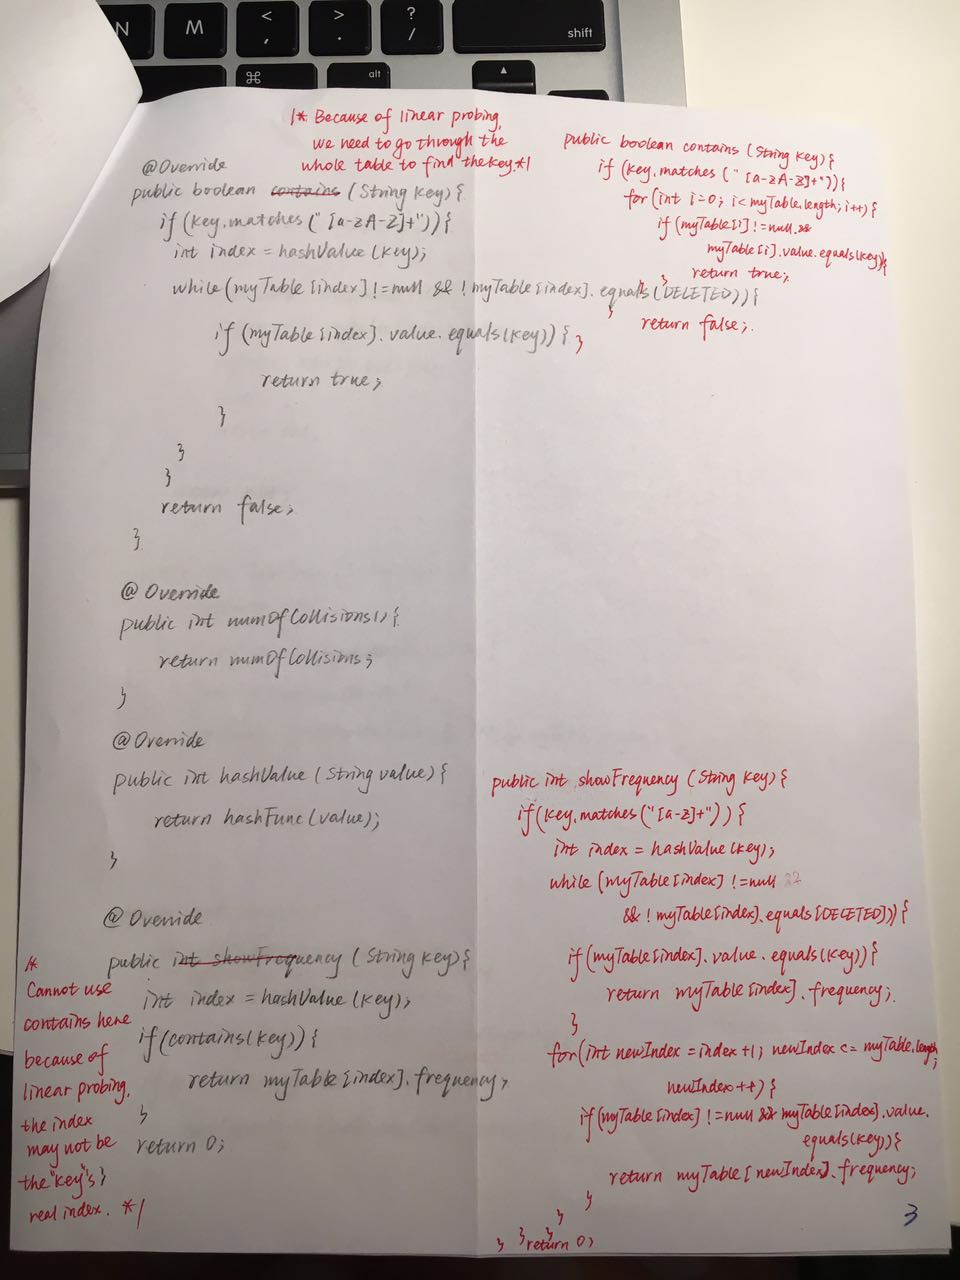 N
M
<
,
>
.
?
/
shift
⌘
alt
▲
/* Because of linear probing,
we need to go through the
whole table to find the key. */
@Override
public boolean contains (String key) {
if (key.matches (" [a-zA-Z]+")) {
int index = hashValue (key);
while (myTable [index] != null && ! myTable [index]. equals (DELETED)) {
if (myTable [index]. value. equals (key)) { }
return true;
}
}
}
return false;
}
public boolean contains (String key) {
if (key.matches (" [a-zA-Z]+")) {
for (int i=0; i<myTable.length; i++) {
if (myTable [i] != null &&
myTable [i]. value. equals (key)) {
return true;
} }
}
return false;
@Override
public int numOfCollisions () {
return numOfCollisions;
}
@Override
public int hashValue (String value) {
return hashFunc (value);
}
@Override
public int showFrequency (String key) {
int index = hashValue (key);
if (contains (key)) {
return myTable [index]. frequency;
}
return 0;
}
/*
Cannot use
contains here
because of
linear probing,
the index
may not be
the "key"s
real index. */
public int showFrequency (String key) {
if (key.matches ("[a-z]+")) {
int index = hashValue (key);
while (myTable [index] != null
&& ! myTable [index]. equals [DELETED])) {
if (myTable [index]. value. equals (key)) {
return myTable [index]. frequency;
}
for (int newIndex = index +1; newIndex <= myTable. length;
newIndex ++) {
if (myTable [index] != null && myTable [index]. value.
equals (key)) {
return myTable [ newIndex]. frequency;
}
}
} } } return 0;
3